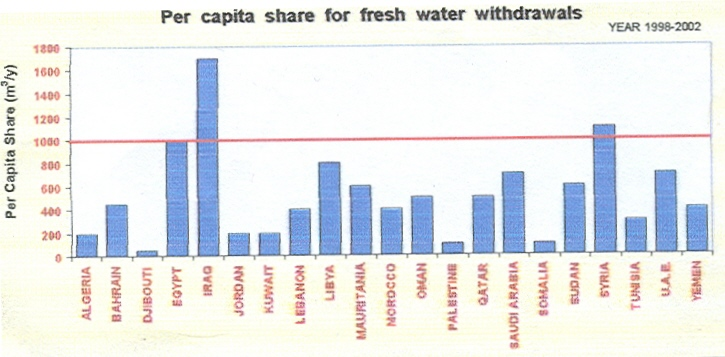 Per capita share for fresh water withdrawals
YEAR 1998-2002
Per Capita Share (m³/y)
1800
1600
1400
1200
1000
800
600
400
200
0
ALGERIA
BAHRAIN
DJIBOUTI
EGYPT
IRAQ
JORDAN
KUWAIT
LEBANON
LIBYA
MAURITANIA
MOROCCO
OMAN
PALESTINE
QATAR
SAUDI ARABIA
SOMALIA
SUDAN
SYRIA
TUNISIA
U.A.E.
YEMEN